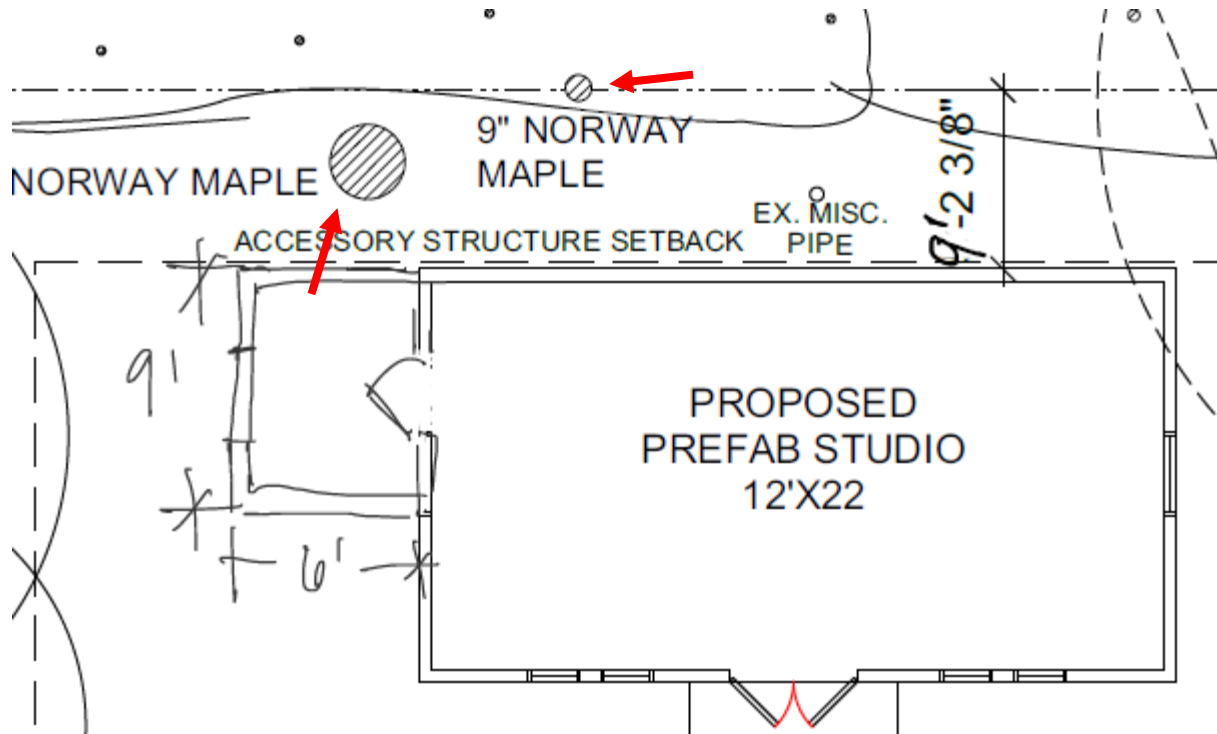 9" NORWAY
MAPLE
NORWAY MAPLE
9'-2 3/8"
EX. MISC.
PIPE
ACCESSORY STRUCTURE SETBACK
9'
PROPOSED
PREFAB STUDIO
12'X22
6'